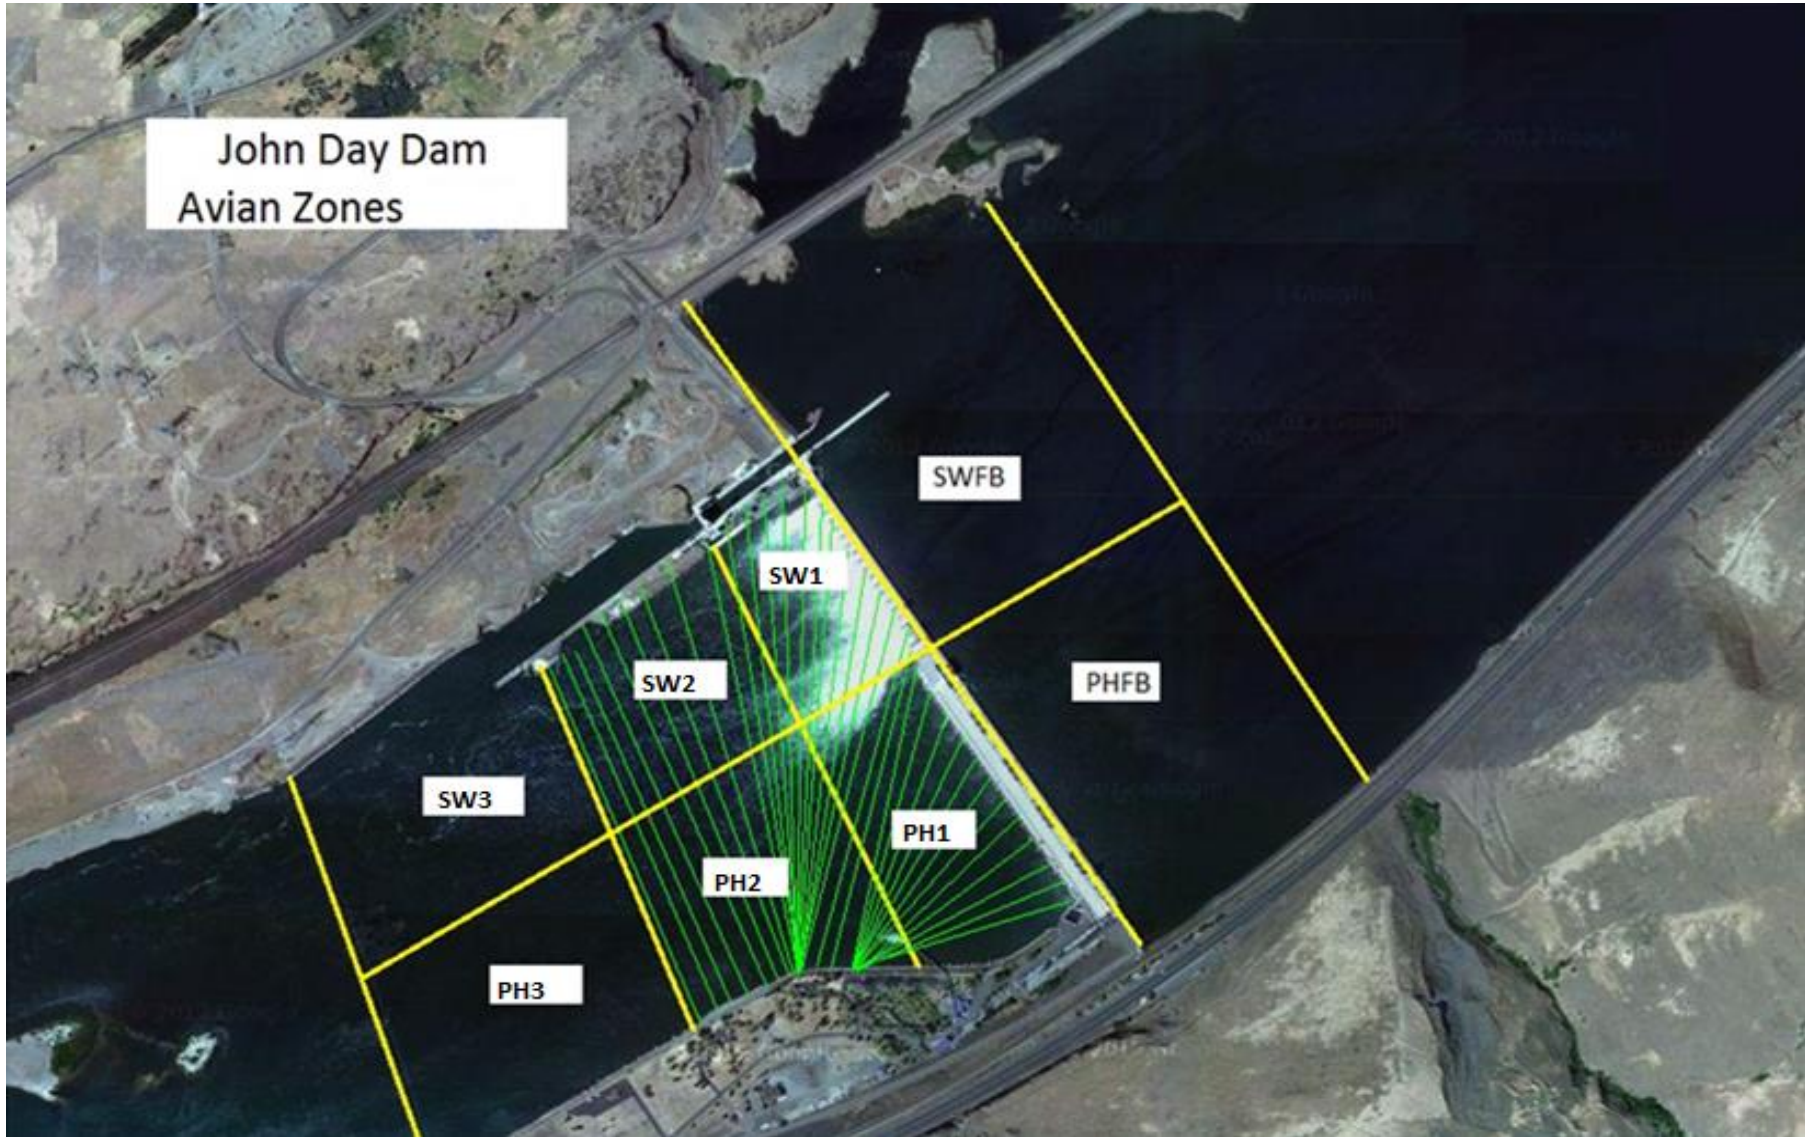 John Day Dam
Avian Zones
SWFB
SW1
SW2
PHFB
SW3
PH1
PH2
PH3